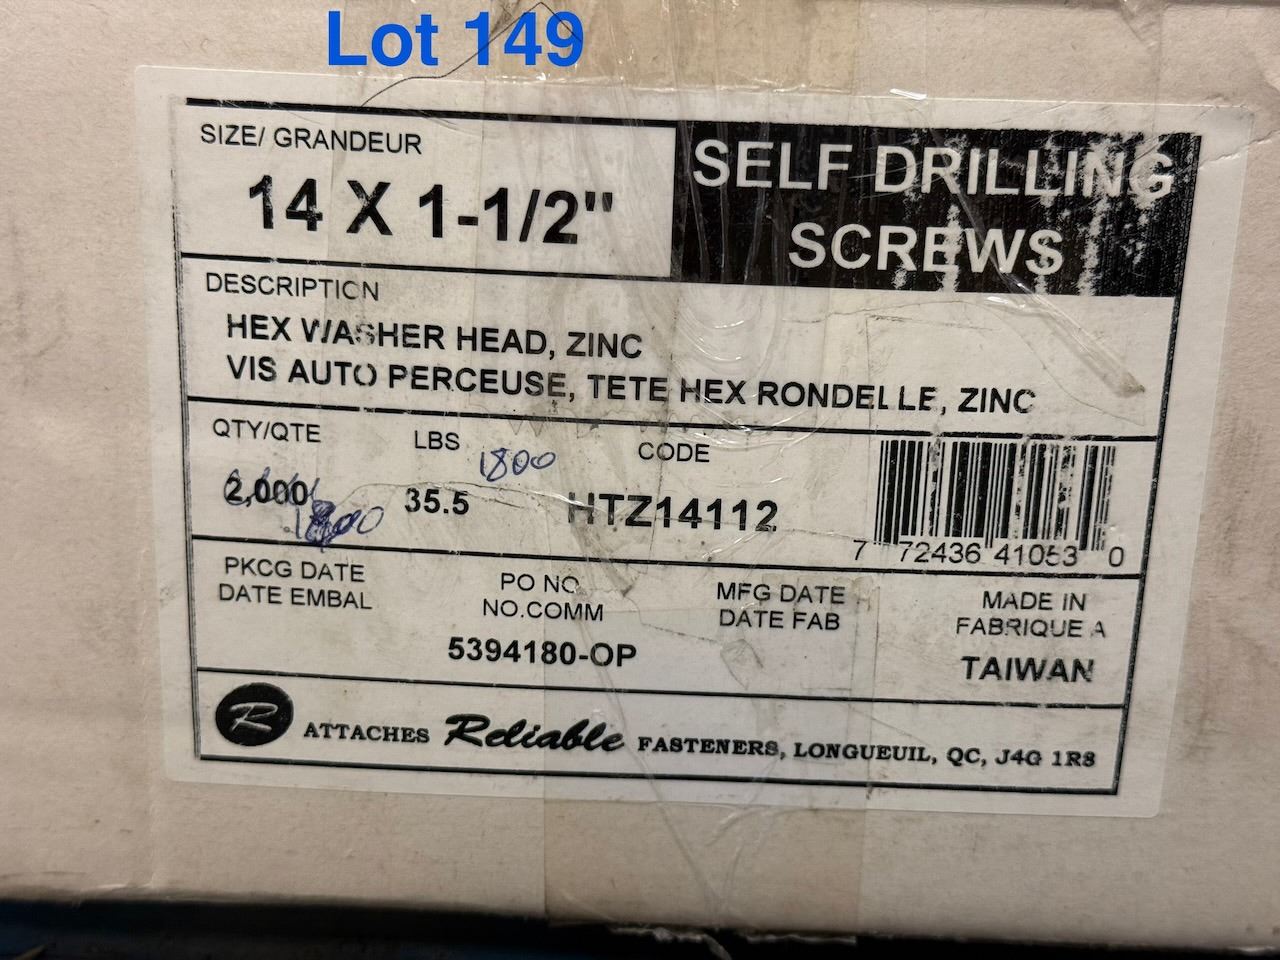 Lot 149
SIZE/ GRANDEUR
14 X 1-1/2"
SELF DRILLING
SCREWS
DESCRIPTION
HEX WASHER HEAD, ZINC
VIS AUTO PERCEUSE, TETE HEX RONDELLE, ZINC
QTY/QTE
2,000
LBS
1800
35.5
CODE
HTZ14112
7 72436 41053 0
PKCG DATE
DATE EMBAL
PO NO.
NO.COMM
5394180-OP
MFG DATE
DATE FAB
MADE IN
FABRIQUE A
TAIWAN
R ATTACHES Reliable FASTENERS, LONGUEUIL, QC, J4G 1R8